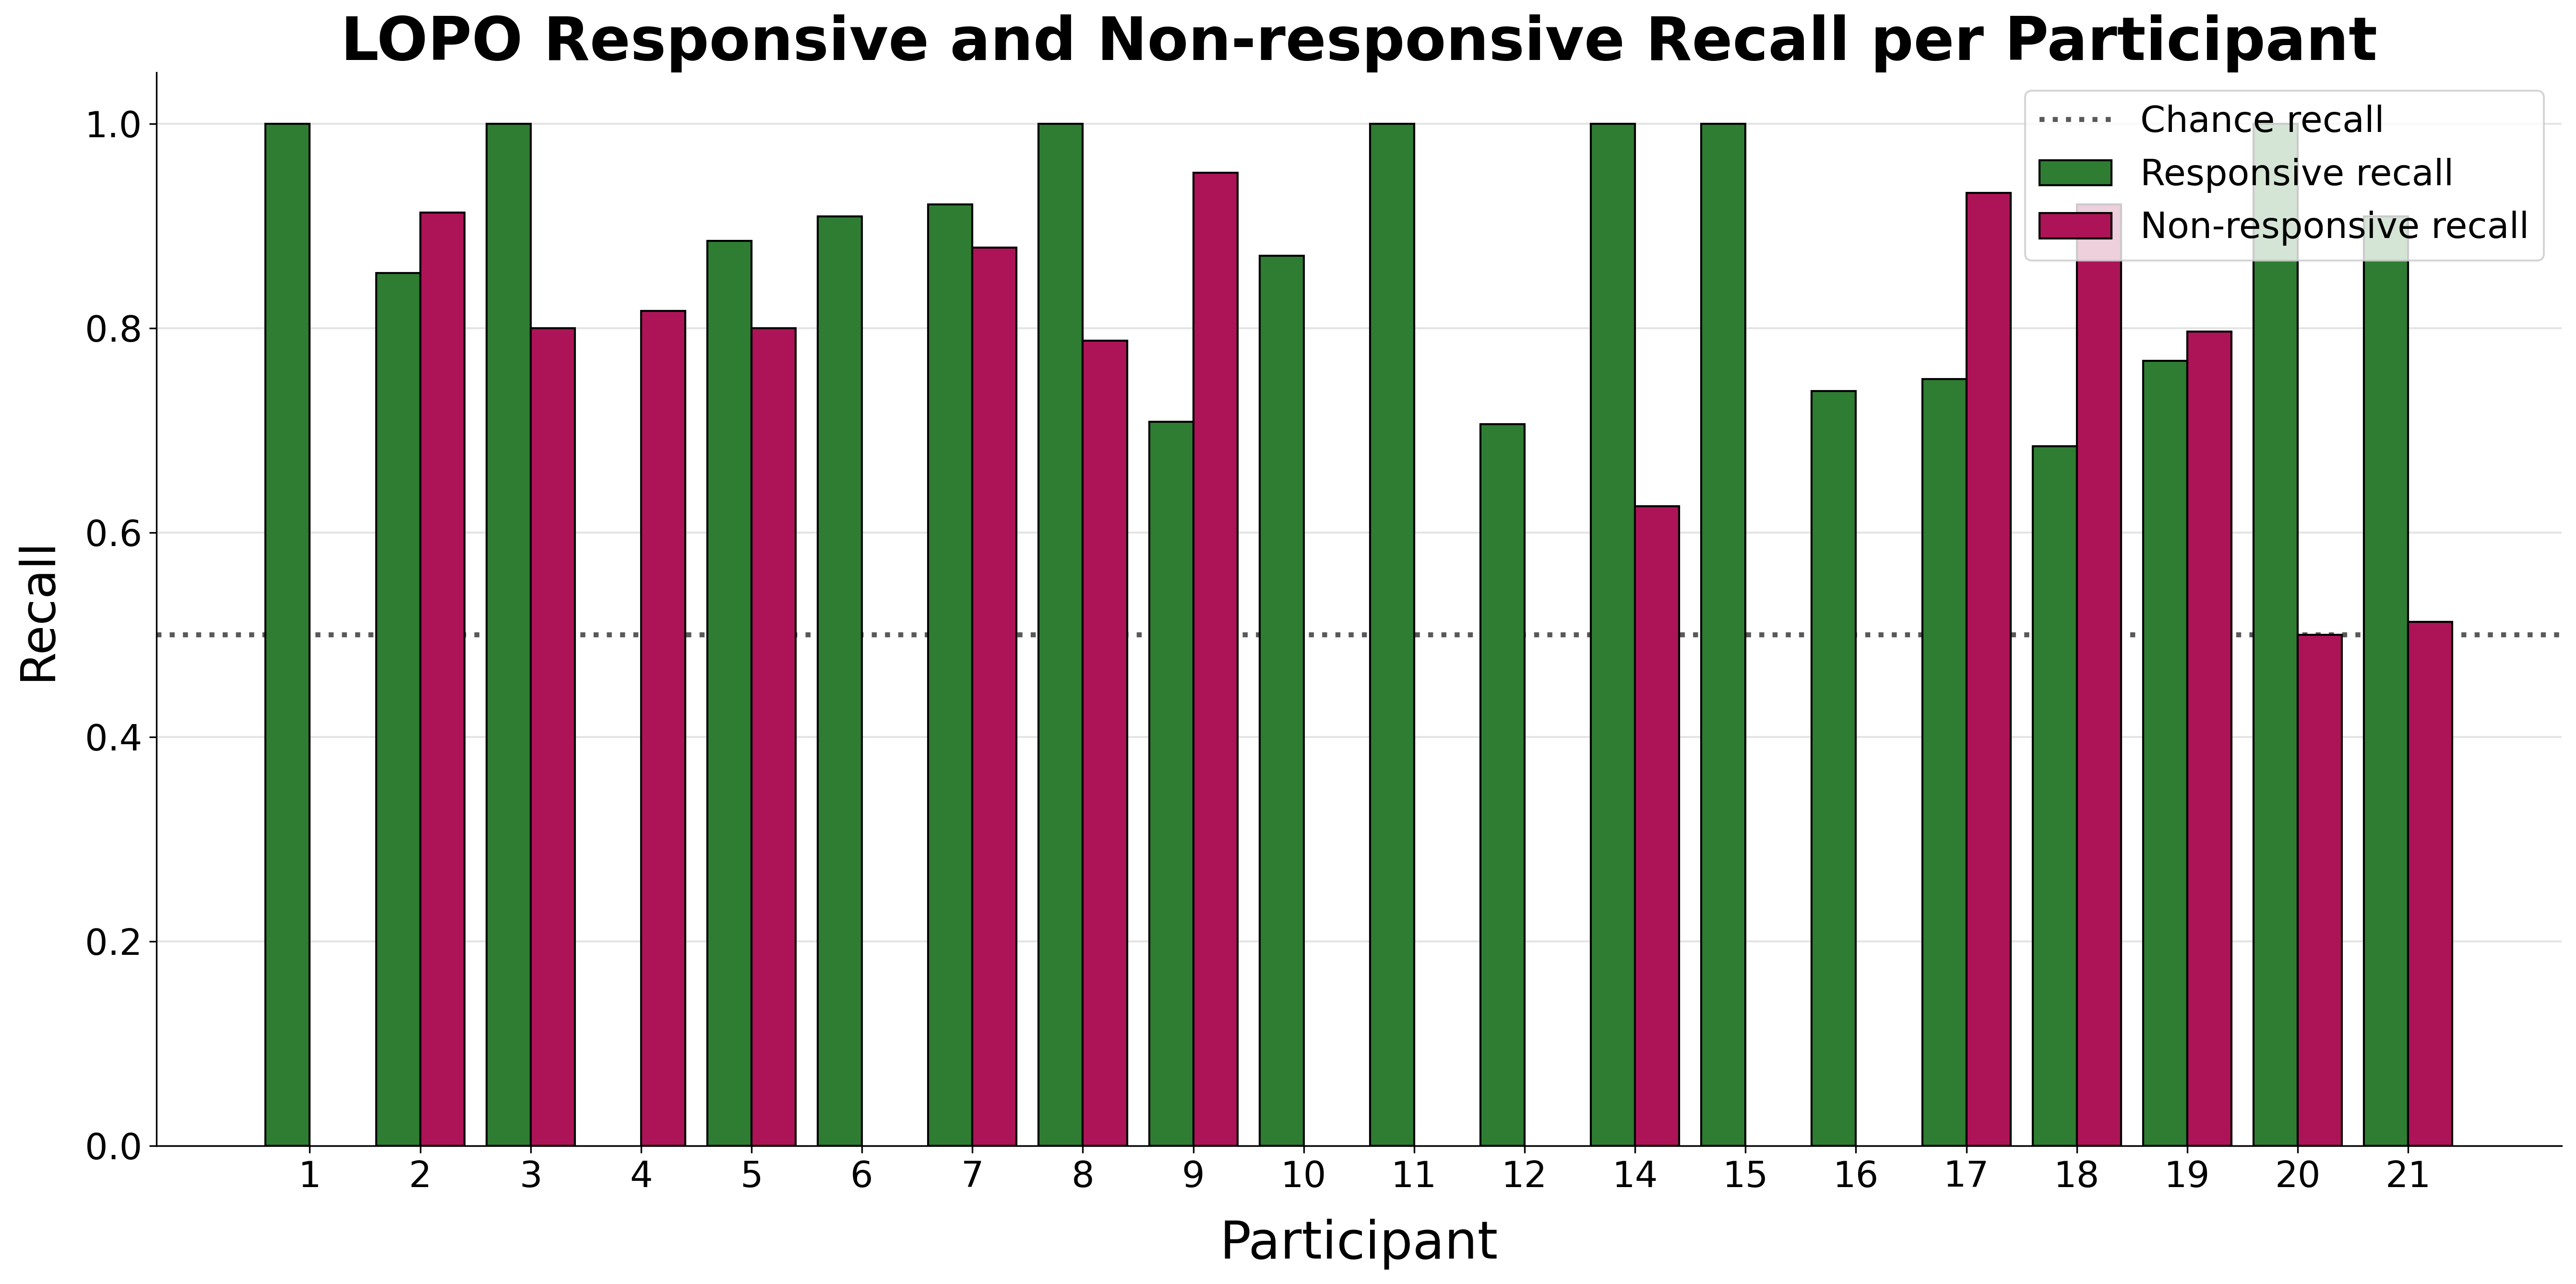 LOPO Responsive and Non-responsive Recall per Participant
Chance recall
Responsive recall
Non-responsive recall
1.0
0.8
0.6
0.4
0.2
0.0
Recall
1 2 3 4 5 6 7 8 9 10 11 12 14 15 16 17 18 19 20 21
Participant